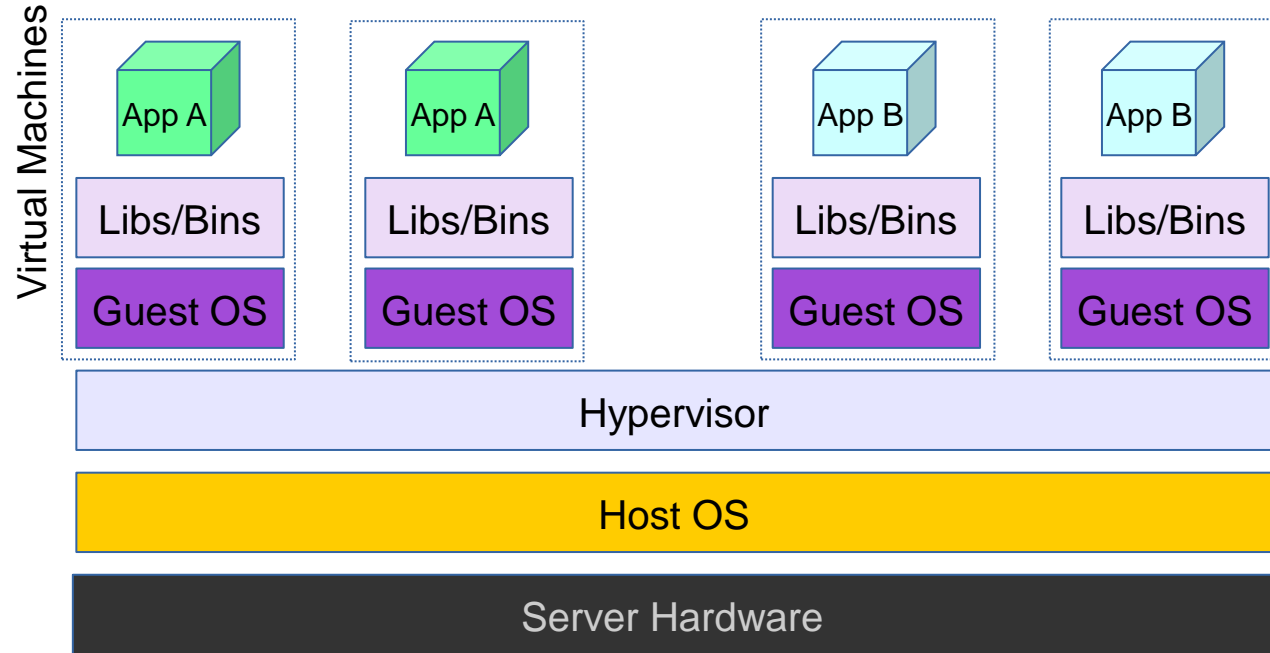 Virtual Machines
App A
App A
App B
App B
Libs/Bins
Libs/Bins
Libs/Bins
Libs/Bins
Guest OS
Guest OS
Guest OS
Guest OS
Hypervisor
Host OS
Server Hardware